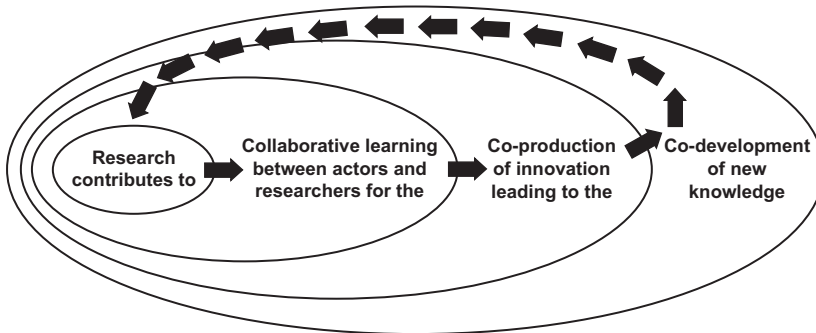 Research
contributes to
Collaborative learning
between actors and
researchers for the
Co-production
of innovation
leading to the
Co-development
of new
knowledge